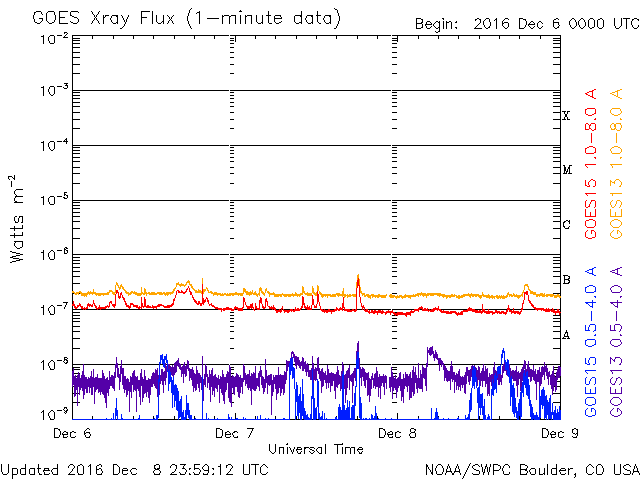 GOES Xray Flux (1-minute data)
Begin: 2016 Dec 6 0000 UTC
10-2
10-3
10-4
10-5
10-6
10-7
10-8
10-9
Watts m-2
X
M
C
B
A
GOES15 1.0-8.0 A
GOES13 1.0-8.0 A
GOES15 0.5-4.0 A
GOES13 0.5-4.0 A
Dec 6
Dec 7
Dec 8
Dec 9
Universal Time
Updated 2016 Dec 8 23:59:12 UTC
NOAA/SWPC Boulder, CO USA